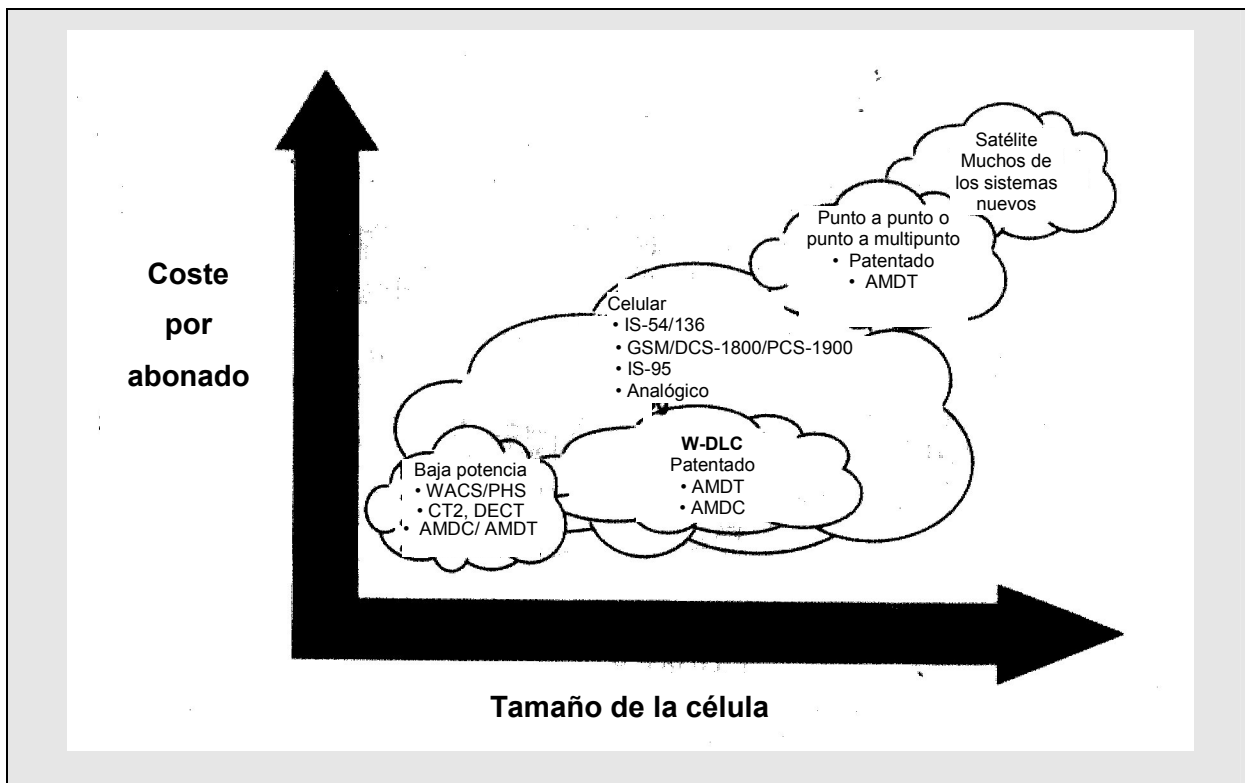 Satélite
Muchos de
los sistemas
nuevos
Punto a punto o
punto a multipunto
• Patentado
• AMDT
Coste
por
abonado
Celular
• IS-54/136
• GSM/DCS-1800/PCS-1900
• IS-95
• Analógico
W-DLC
Patentado
• AMDT
• AMDC
Baja potencia
• WACS/PHS
• CT2, DECT
• AMDC/ AMDT
Tamaño de la célula